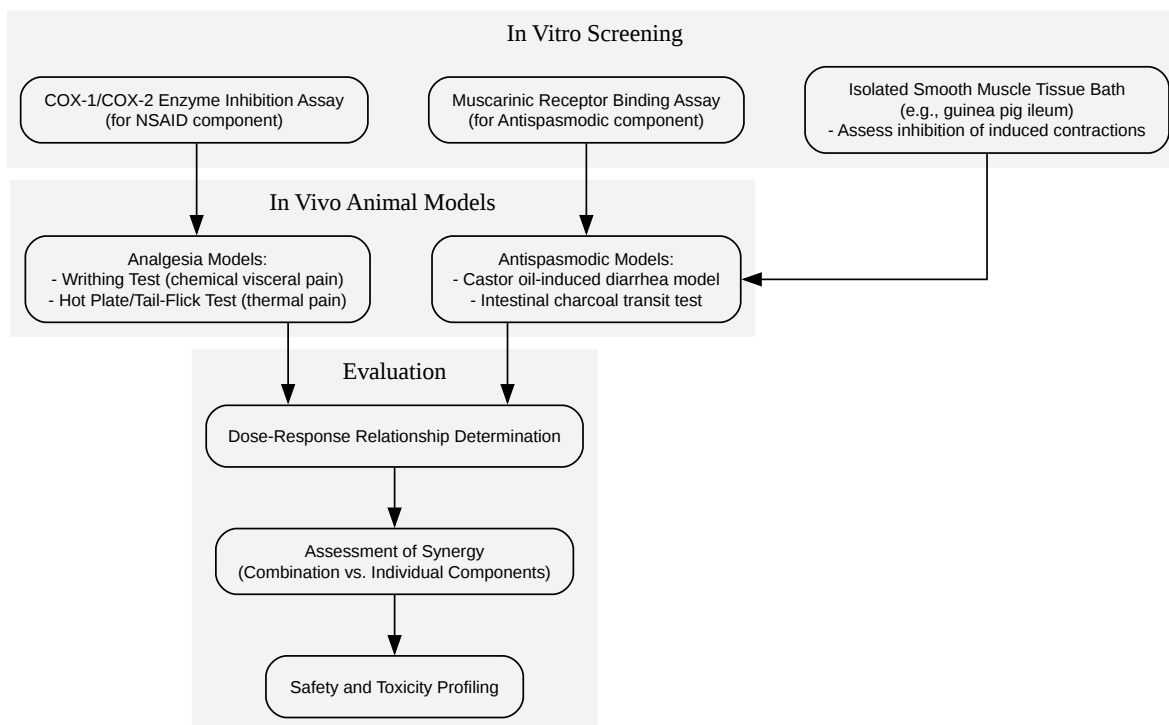 In Vitro Screening
COX-1/COX-2 Enzyme Inhibition Assay
(for NSAID component)
Muscarinic Receptor Binding Assay
(for Antispasmodic component)
Isolated Smooth Muscle Tissue Bath
(e.g., guinea pig ileum)
- Assess inhibition of induced contractions
In Vivo Animal Models
Analgesia Models:
- Writhing Test (chemical visceral pain)
- Hot Plate/Tail-Flick Test (thermal pain)
Antispasmodic Models:
- Castor oil-induced diarrhea model
- Intestinal charcoal transit test
Evaluation
Dose-Response Relationship Determination
Assessment of Synergy
(Combination vs. Individual Components)
Safety and Toxicity Profiling